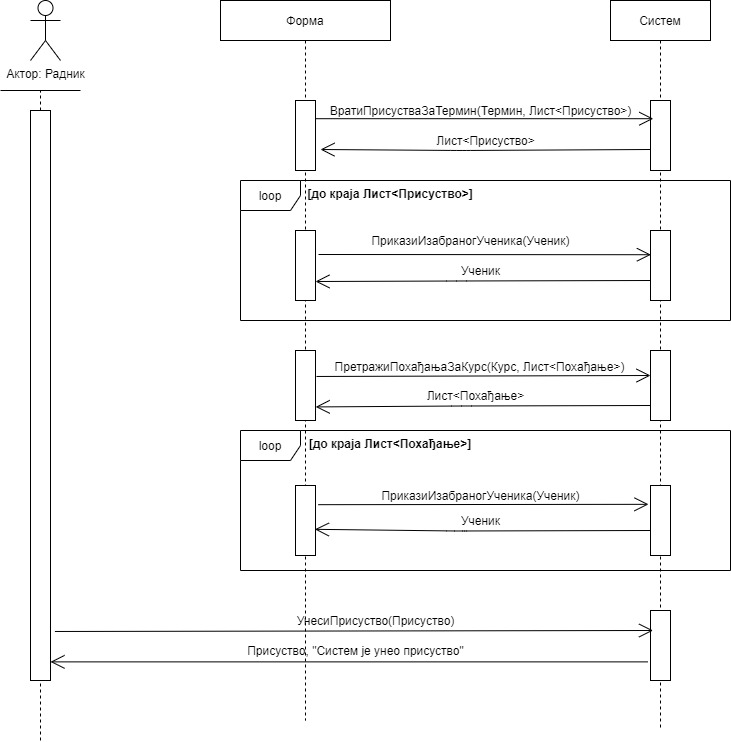 Форма
Систем
Актор: Радник
ВратиПрисустваЗаТермин(Термин, Лист<Присуство>)
Лист<Присуство>
loop
[до краја Лист<Присуство>]
ПрикажиИзабраногУченика(Ученик)
Ученик
ПретражиПохађањаЗаКурс(Курс, Лист<Похађање>)
Лист<Похађање>
loop
[до краја Лист<Похађање>]
ПрикажиИзабраногУченика(Ученик)
Ученик
УнесиПрисуство(Присуство)
Присуство, "Систем је унео присуство"